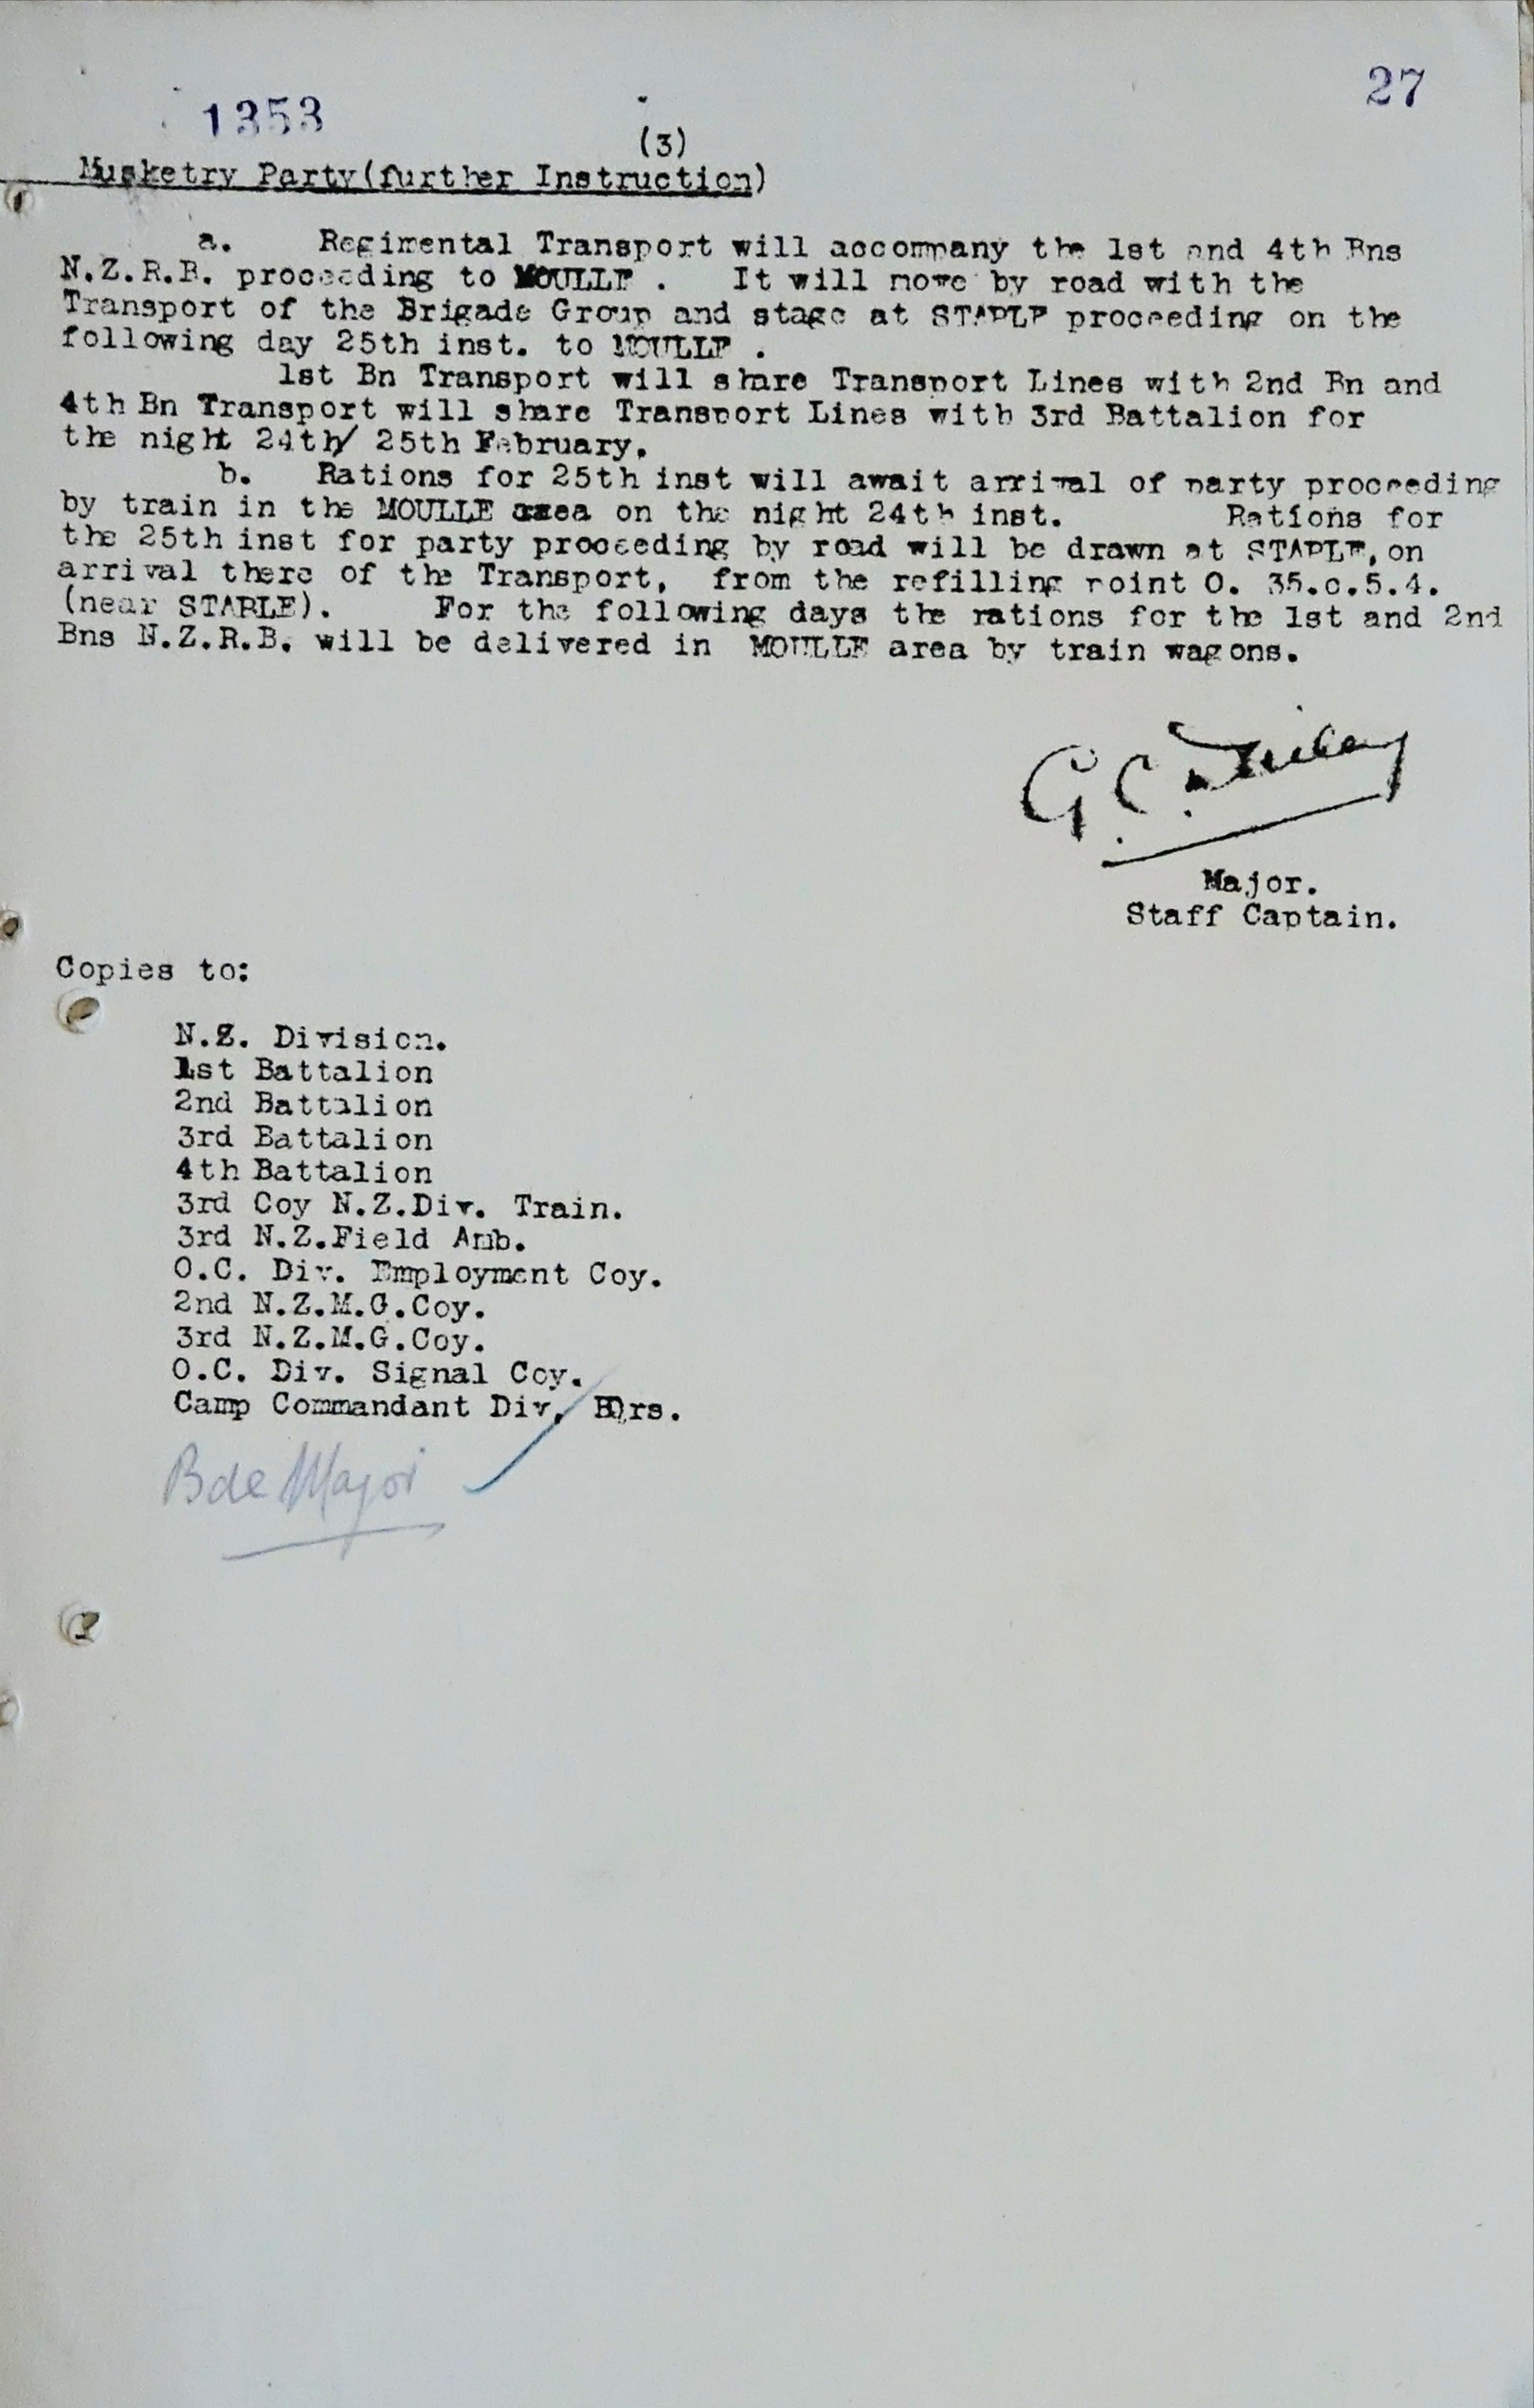 27
1353
(3)
Musketry Party(further Instruction)
a. Regimental Transport will accompany the 1st and 4th Bns
N.Z.R.B. proceeding to MOULLE . It will move by road with the
Transport of the Brigade Group and stage at STAPLE proceeding on the
following day 25th inst. to MOULLE .
1st Bn Transport will share Transport Lines with 2nd Bn and
4th Bn Transport will share Transport Lines with 3rd Battalion for
the night 24th/ 25th February.
b. Rations for 25th inst will await arrival of party proceeding
by train in the MOULLE area on the night 24th inst. Rations for
the 25th inst for party proceeding by road will be drawn at STAPLE, on
arrival there of the Transport, from the refilling point O. 35.c.5.4.
(near STAPLE). For the following days the rations for the 1st and 2nd
Bns N.Z.R.B. will be delivered in MOULLE area by train wagons.
G.C.
Major.
Staff Captain.
Copies to:
N.Z. Division.
1st Battalion
2nd Battalion
3rd Battalion
4th Battalion
3rd Coy N.Z.Div. Train.
3rd N.Z.Field Amb.
O.C. Div. Employment Coy.
2nd N.Z.M.G.Coy.
3rd N.Z.M.G.Coy.
O.C. Div. Signal Coy.
Camp Commandant Div. HQrs.
Bde Major